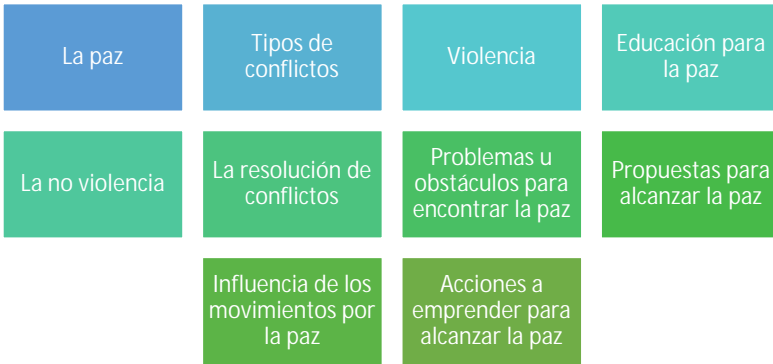 La paz
Tipos de
conflictos
Violencia
Educación para
la paz
La no violencia
La resolución de
conflictos
Problemas u
obstáculos para
encontrar la paz
Propuestas para
alcanzar la paz
Influencia de los
movimientos por
la paz
Acciones a
emprender para
alcanzar la paz